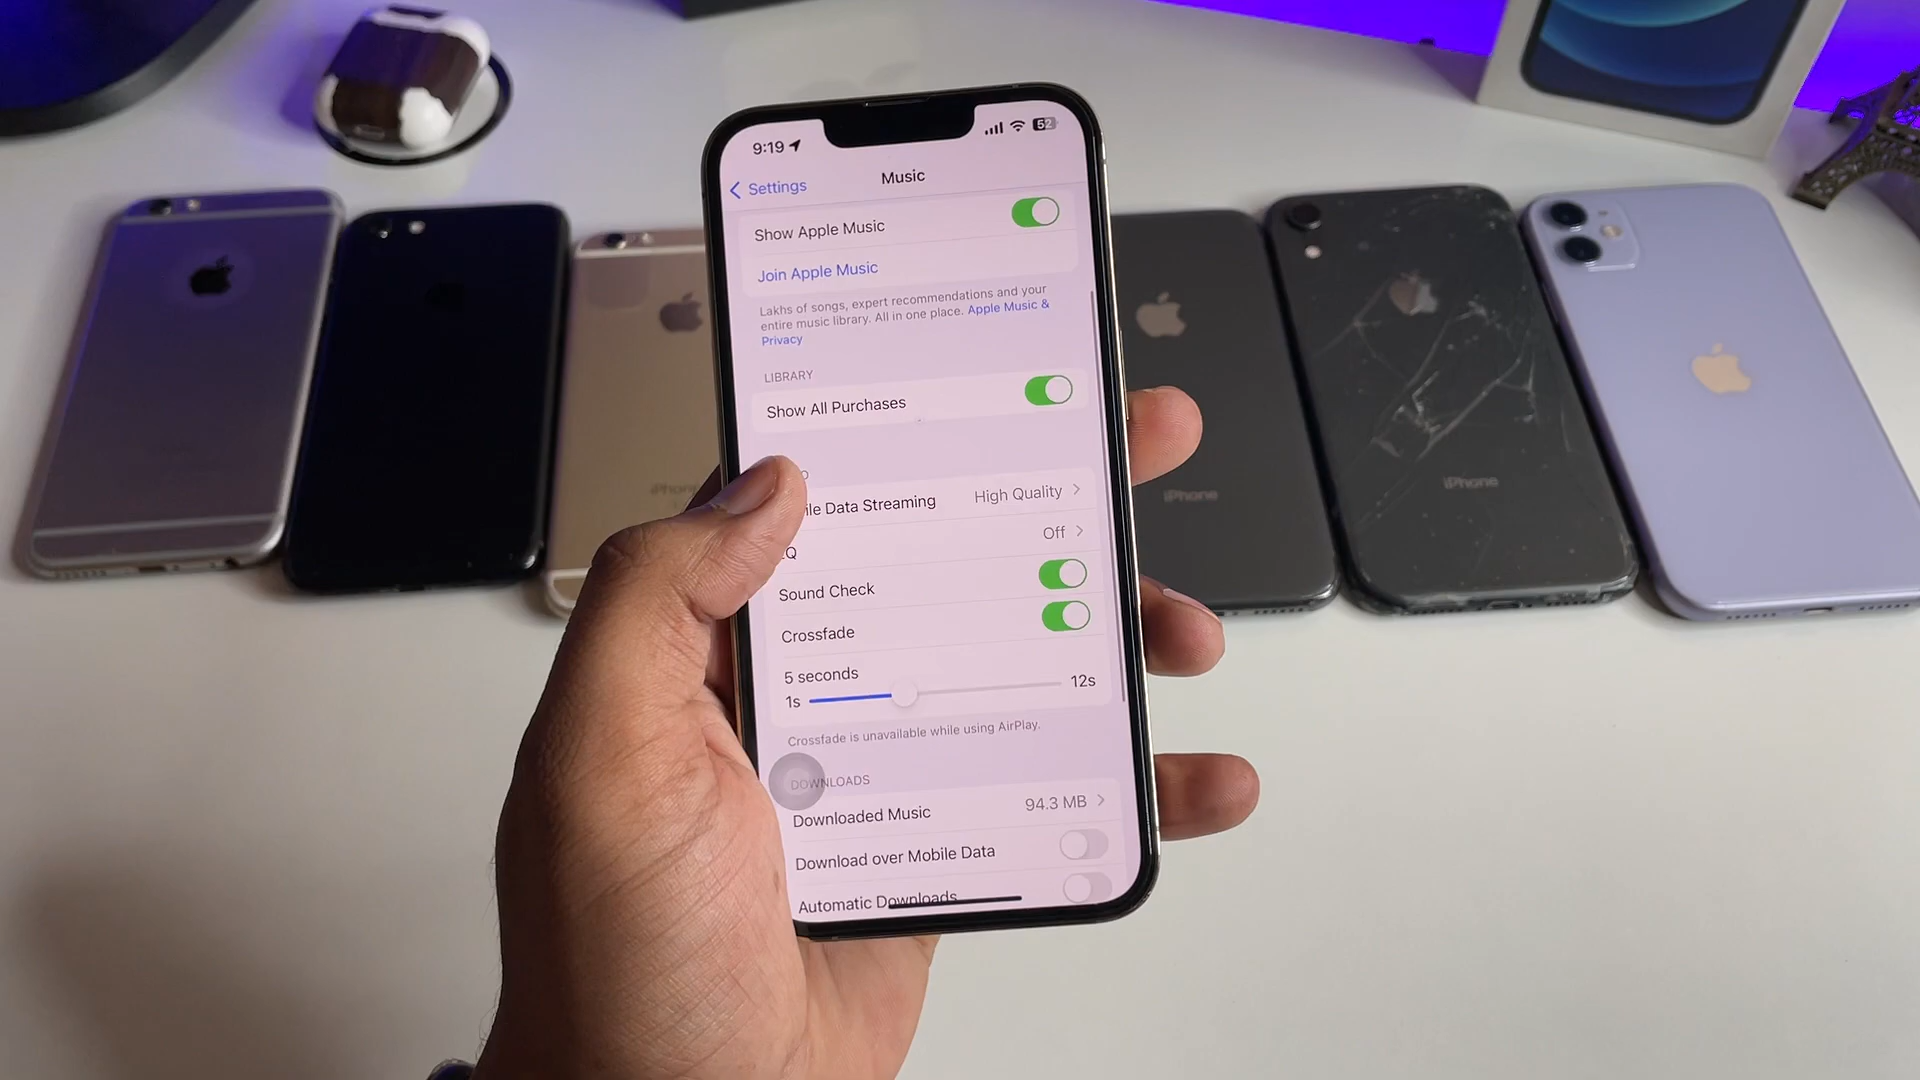 9:19
52
Settings
Music
Show Apple Music
Join Apple Music
Lakhs of songs, expert recommendations and your
entire music library. All in one place. Apple Music &
Privacy
LIBRARY
Show All Purchases
Data Streaming
High Quality
Off
Sound Check
Crossfade
5 seconds
1s
12s
Crossfade is unavailable while using AirPlay.
DOWNLOADS
Downloaded Music
94.3 MB
Download over Mobile Data
Automatic Downloads
iPhone
iPhone
iPhone